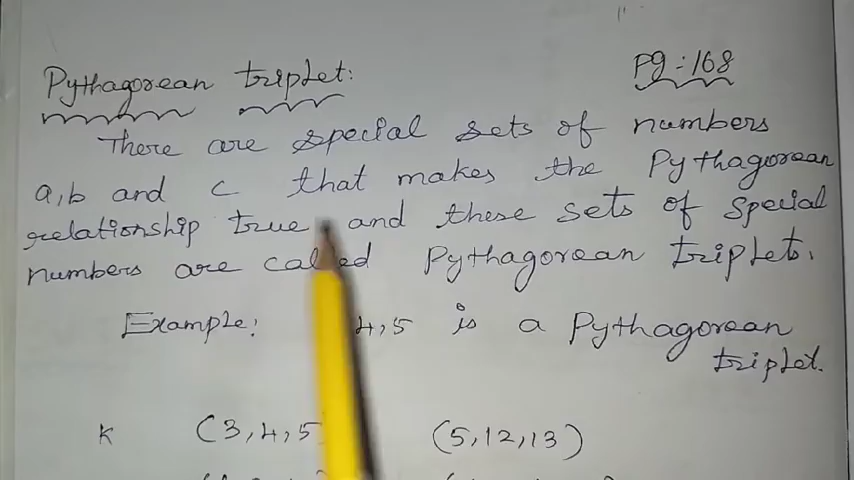 Pythagorean triplet: Pg:168
There are special sets of numbers
a,b and c that makes the Pythagorean
relationship true and these sets of special
numbers are called Pythagorean triplets.
Example: 4,5 is a Pythagorean
triplet.
K (3,4,5 (5,12,13)